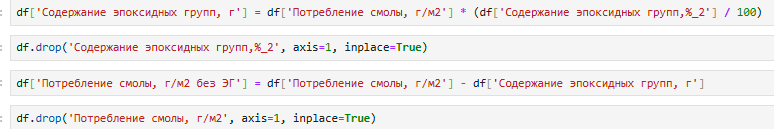 df['Содержание эпоксидных групп, г'] = df['Потребление смолы, г/м2'] * (df['Содержание эпоксидных групп,%_2'] / 100)
df.drop('Содержание эпоксидных групп,%_2', axis=1, inplace=True)
df['Потребление смолы, г/м2 без ЭГ'] = df['Потребление смолы, г/м2'] - df['Содержание эпоксидных групп, г']
df.drop('Потребление смолы, г/м2', axis=1, inplace=True)